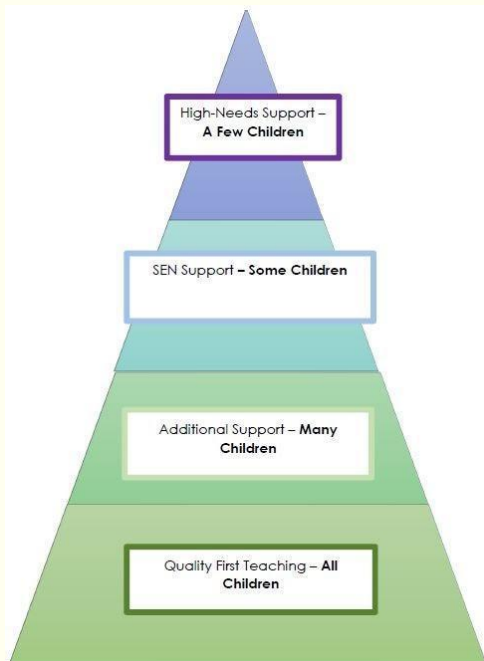 High-Needs Support –
A Few Children
SEN Support – Some Children
Additional Support – Many
Children
Quality First Teaching – All
Children